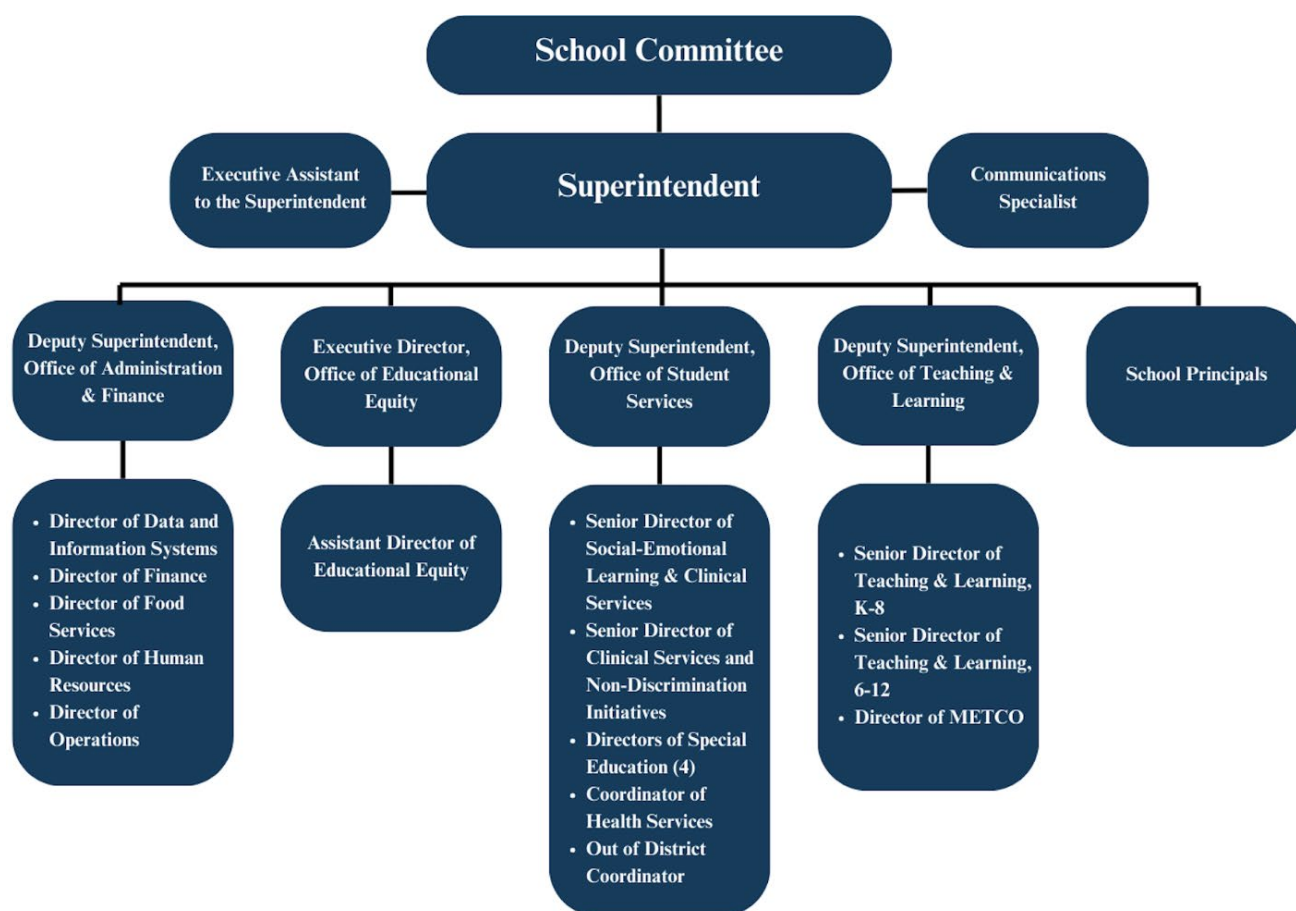 School Committee
Executive Assistant
to the Superintendent
Superintendent
Communications
Specialist
Deputy Superintendent,
Office of Administration
& Finance
Executive Director,
Office of Educational
Equity
Deputy Superintendent,
Office of Student
Services
Deputy Superintendent,
Office of Teaching &
Learning
School Principals
• Director of Data and
Information Systems
• Director of Finance
• Director of Food
Services
• Director of Human
Resources
• Director of
Operations
Assistant Director of
Educational Equity
• Senior Director of
Social-Emotional
Learning & Clinical
Services
• Senior Director of
Clinical Services and
Non-Discrimination
Initiatives
• Directors of Special
Education (4)
• Coordinator of
Health Services
• Out of District
Coordinator
• Senior Director of
Teaching & Learning,
K-8
• Senior Director of
Teaching & Learning,
6-12
• Director of METCO